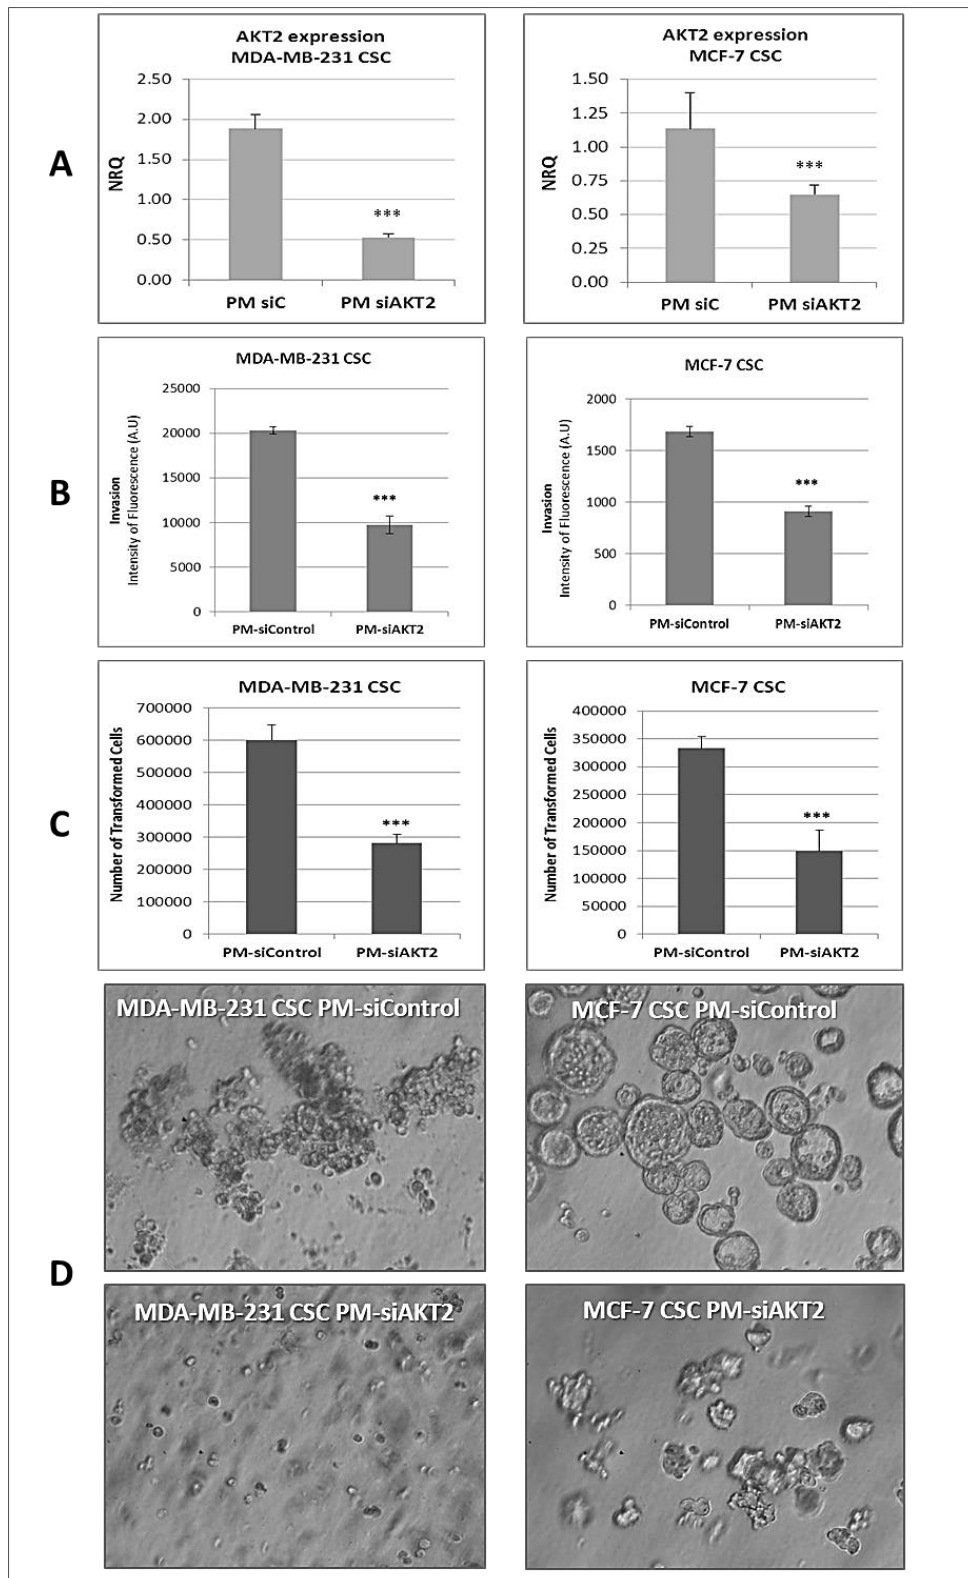 A
AKT2 expression
MDA-MB-231 CSC
NRQ
2.50
2.00
1.50
1.00
0.50
0.00
***
PM siC
PM siAKT2
AKT2 expression
MCF-7 CSC
NRQ
1.50
1.25
1.00
0.75
0.50
0.25
0.00
***
PM siC
PM siAKT2
B
MDA-MB-231 CSC
Invasion
Intensity of Fluorescence (A.U)
25000
20000
15000
10000
5000
0
***
PM-siControl
PM-siAKT2
MCF-7 CSC
Invasion
Intensity of Fluorescence (A.U)
2000
1500
1000
500
0
***
PM-siControl
PM-siAKT2
C
MDA-MB-231 CSC
Number of Transformed Cells
700000
600000
500000
400000
300000
200000
100000
0
***
PM-siControl
PM-siAKT2
MCF-7 CSC
Number of Transformed Cells
400000
350000
300000
250000
200000
150000
100000
50000
0
***
PM-siControl
PM-siAKT2
D
MDA-MB-231 CSC PM-siControl
MCF-7 CSC PM-siControl
MDA-MB-231 CSC PM-siAKT2
MCF-7 CSC PM-siAKT2